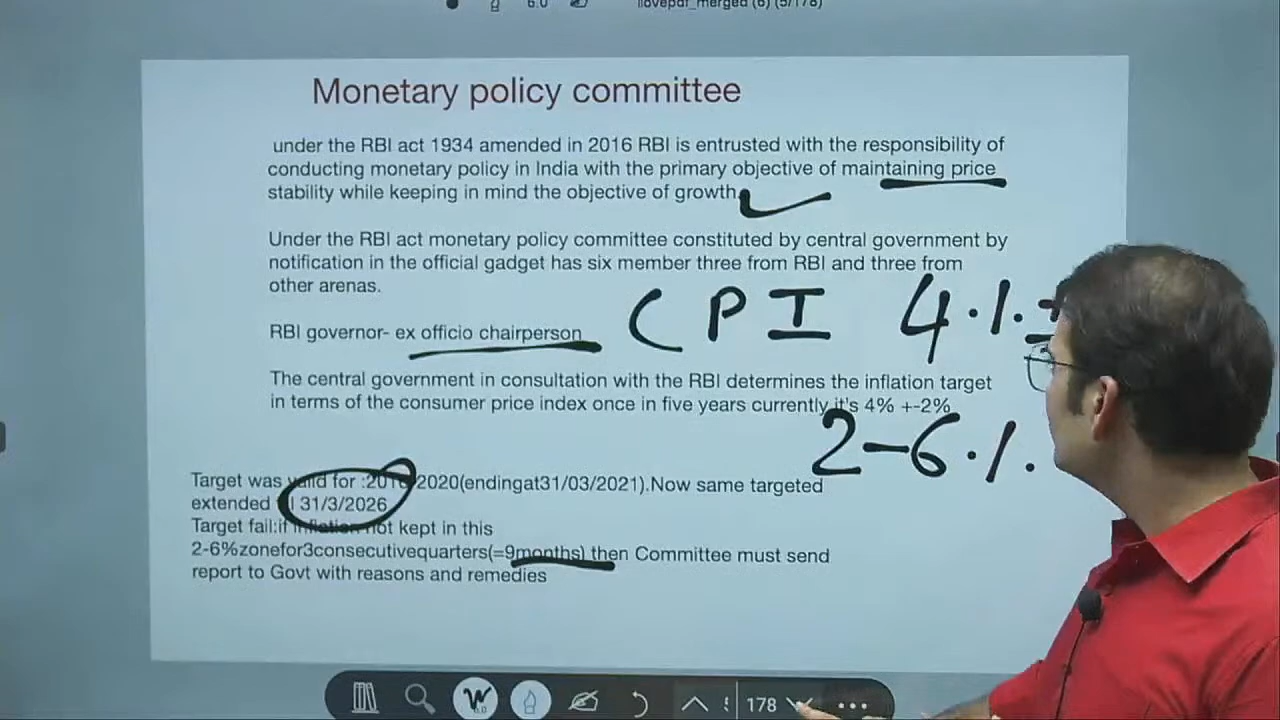 6.0 ilovepdf_merged (6) (5/178)
Monetary policy committee
under the RBI act 1934 amended in 2016 RBI is entrusted with the responsibility of
conducting monetary policy in India with the primary objective of maintaining price
stability while keeping in mind the objective of growth.
Under the RBI act monetary policy committee constituted by central government by
notification in the official gadget has six member three from RBI and three from
other arenas.
CPI 4%
RBI governor- ex officio chairperson
The central government in consultation with the RBI determines the inflation target
in terms of the consumer price index once in five years currently it's 4% +-2%
2-6%.
Target was valid for :2016 2020(endingat31/03/2021).Now same targeted
extended 31/3/2026
Target fail:if inflation not kept in this
2-6%zonefor3consecutivequarters(=9months) then Committee must send
report to Govt with reasons and remedies
178